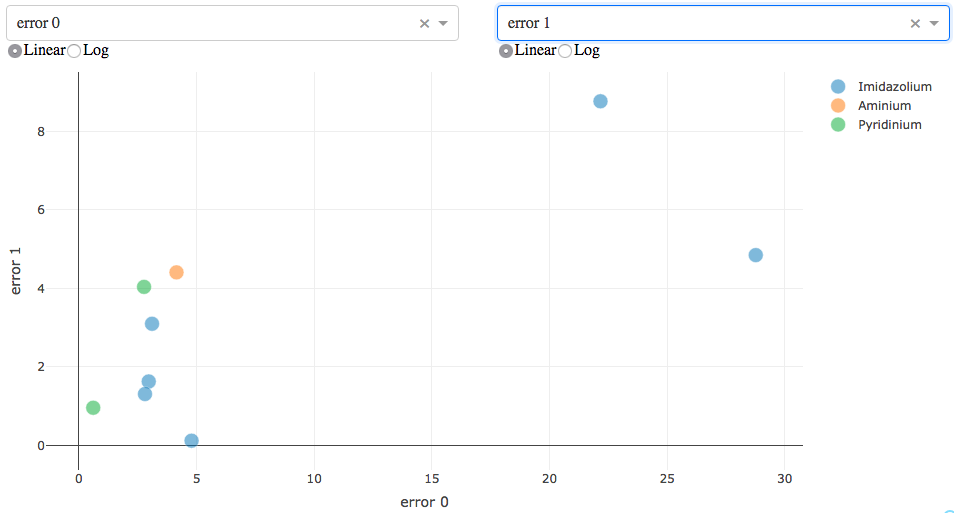 error 0 × error 1 ×
Linear Log Linear Log
Imidazolium
Aminium
Pyridinium
8
6
4
2
0
error 1
0 5 10 15 20 25 30
error 0